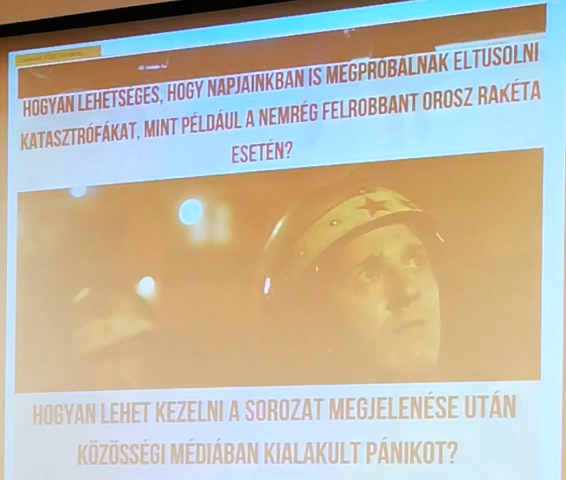 HOGYAN LEHETSÉGES, HOGY NAPJAINKBAN IS MEGPRÓBÁLNAK ELTUSOLNI
KATASZTRÓFÁKAT, MINT PÉLDÁUL A NEMRÉG FELROBBANT OROSZ RAKÉTA
ESETÉN?
HOGYAN LEHET KEZELNI A SOROZAT MEGJELENÉSE UTÁN
KÖZÖSSÉGI MÉDIÁBAN KIALAKULT PÁNIKOT?